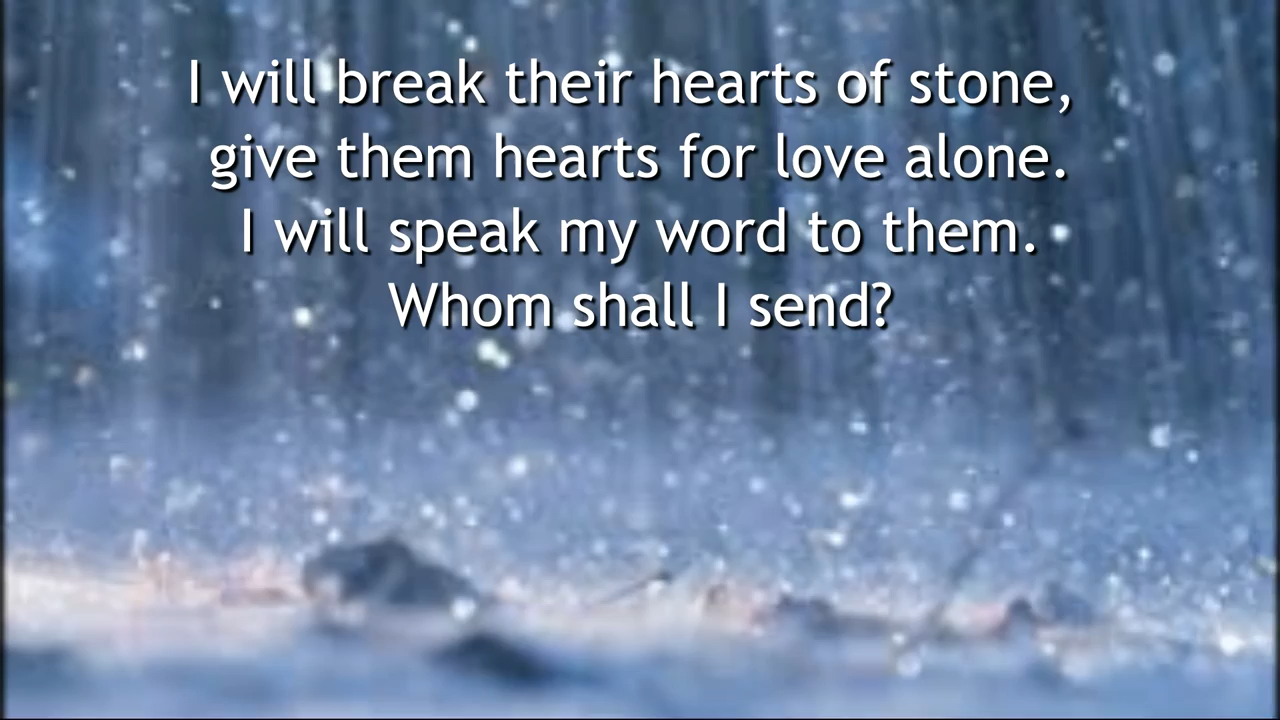 I will break their hearts of stone,
give them hearts for love alone.
I will speak my word to them.
Whom shall I send?